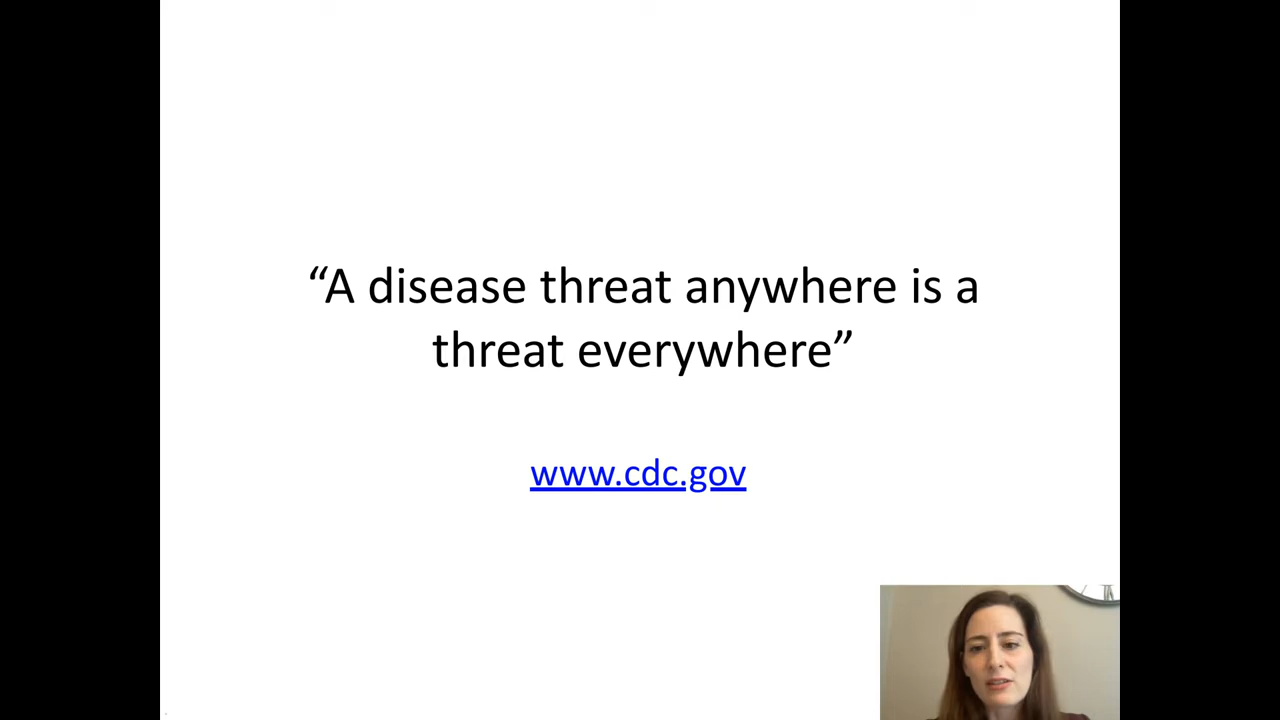 “A disease threat anywhere is a
threat everywhere”
www.cdc.gov